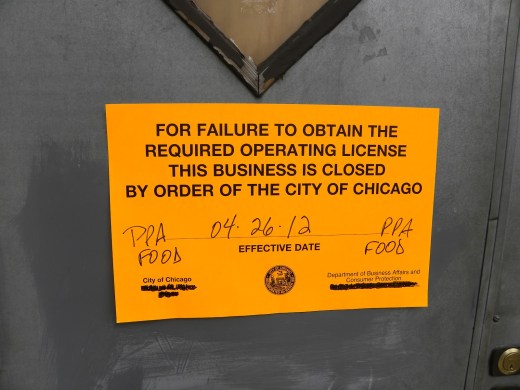 FOR FAILURE TO OBTAIN THE
REQUIRED OPERATING LICENSE
THIS BUSINESS IS CLOSED
BY ORDER OF THE CITY OF CHICAGO
PPA 04·26·12 PPA
FOOD EFFECTIVE DATE FOOD
City of Chicago
Department of Business Affairs and
Consumer Protection